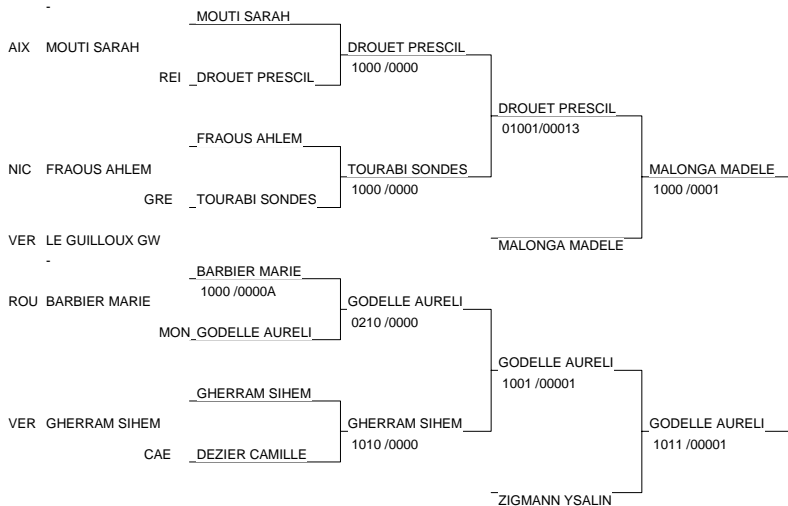 -
MOUTI SARAH
AIX MOUTI SARAH
DROUET PRESCIL
1000 /0000
REI DROUET PRESCIL
DROUET PRESCIL
01001/00013
FRAOUS AHLEM
NIC FRAOUS AHLEM
TOURABI SONDES
1000 /0000
MALONGA MADELE
1000 /0001
GRE TOURABI SONDES
VER LE GUILLOUX GW
MALONGA MADELE
-
BARBIER MARIE
1000 /0000A
ROU BARBIER MARIE
GODELLE AURELI
0210 /0000
MON GODELLE AURELI
GODELLE AURELI
1001 /00001
GHERRAM SIHEM
VER GHERRAM SIHEM
GHERRAM SIHEM
1010 /0000
GODELLE AURELI
1011 /00001
CAE DEZIER CAMILLE
ZIGMANN YSALIN